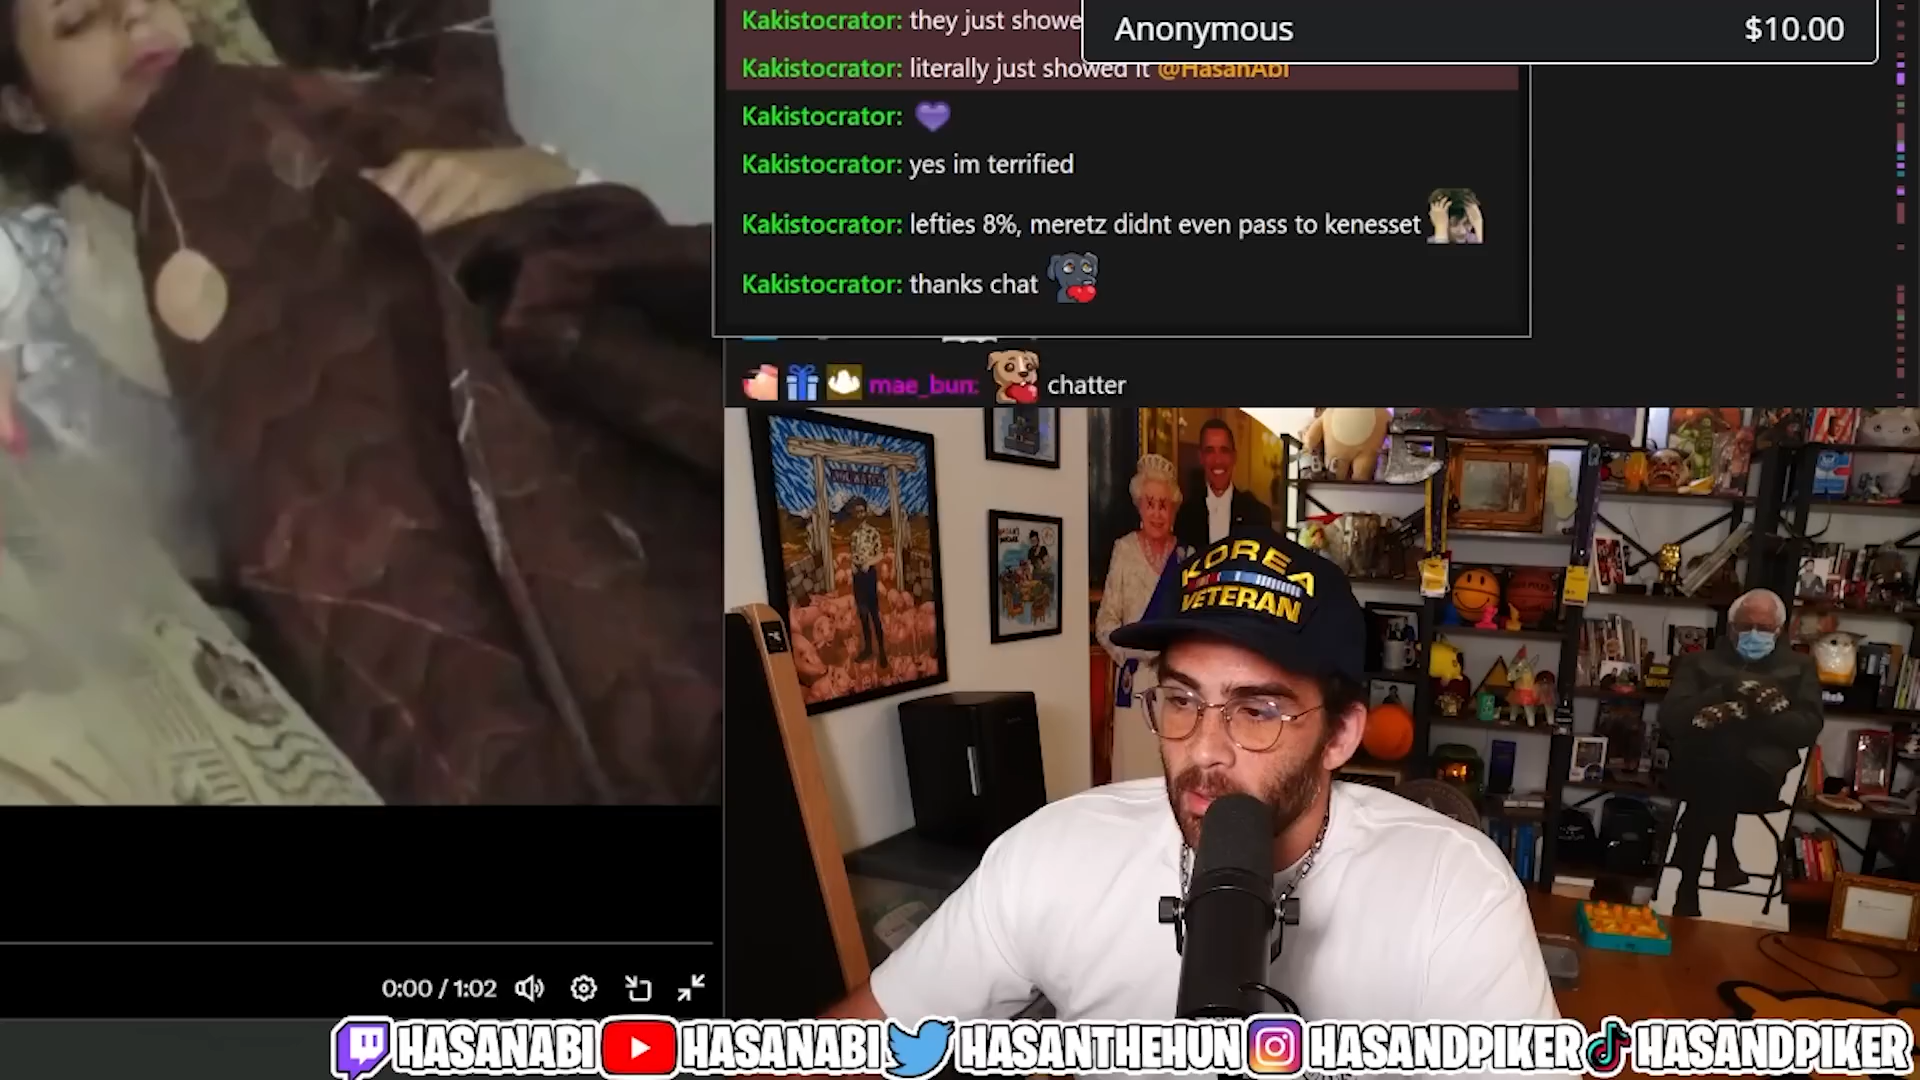 Kakistocrator: they just showe
Anonymous $10.00
Kakistocrator: literally just showed it @HasanAbi
Kakistocrator:
Kakistocrator: yes im terrified
Kakistocrator: lefties 8%, meretz didnt even pass to kenesset
Kakistocrator: thanks chat
mae_bun: chatter
KOREA
VETERAN
0:00 / 1:02
HASANABI HASANABI HASANTHEHUN HASANDPIKER HASANDPIKER